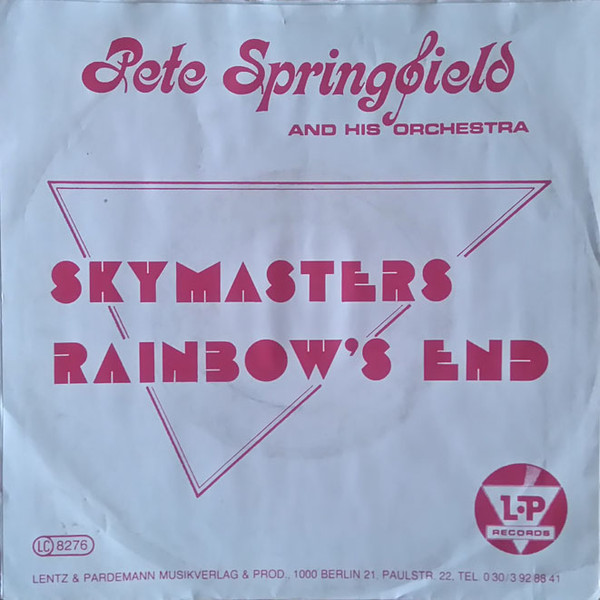 Pete Springfield
AND HIS ORCHESTRA
SKYMASTERS
RAINBOW'S END
L·P
RECORDS
LC 8276
LENTZ & PARDEMANN MUSIKVERLAG & PROD., 1000 BERLIN 21, PAULSTR. 22, TEL. 0 30/3 92 88 41